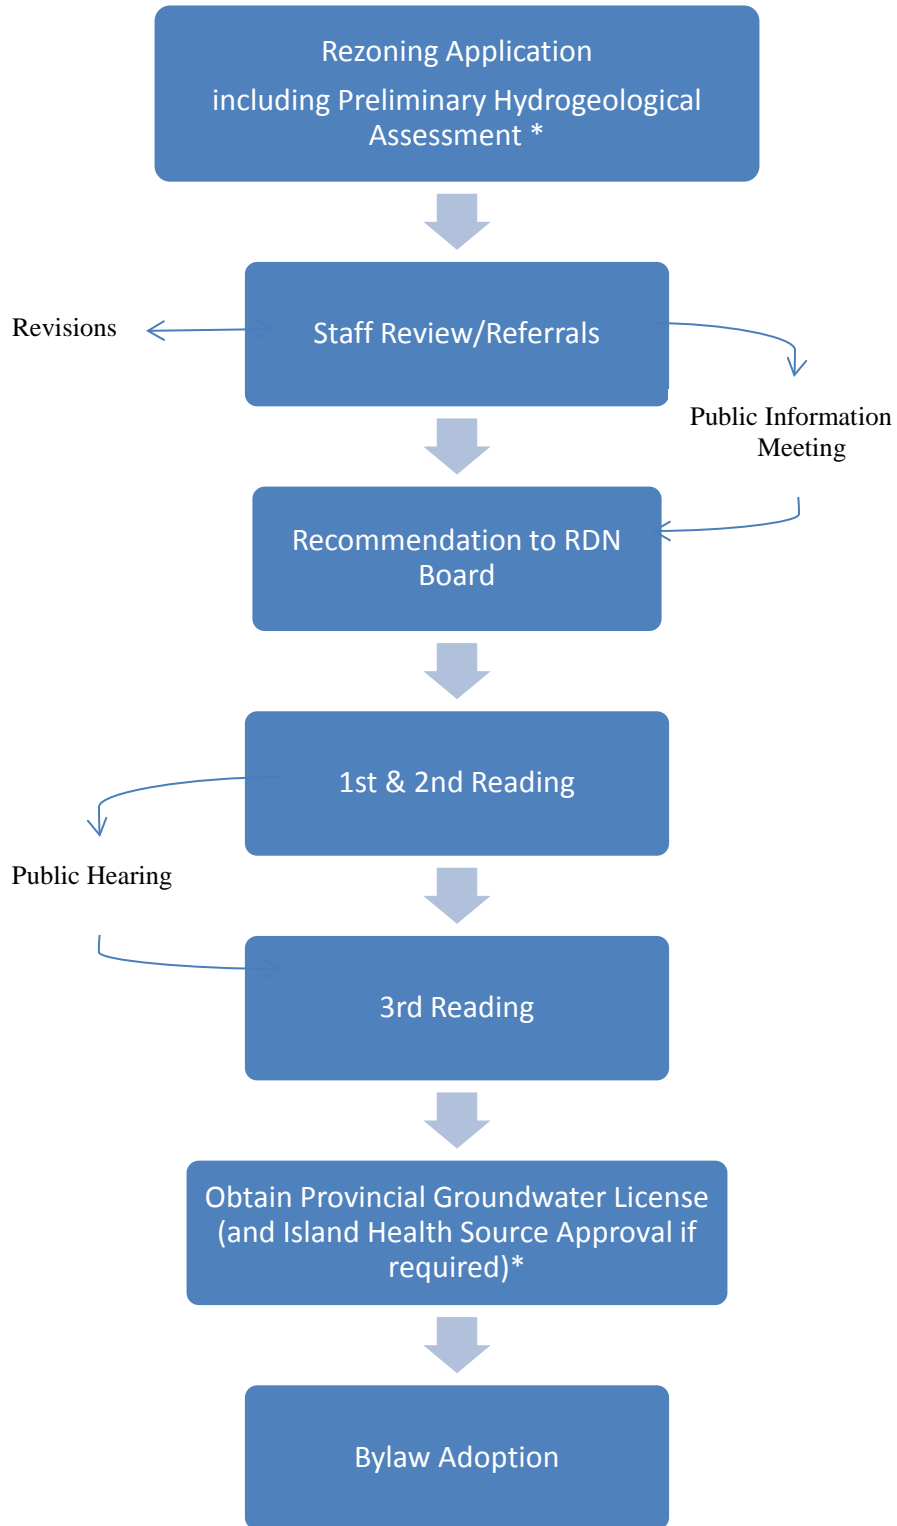 Rezoning Application
including Preliminary Hydrogeological
Assessment *
Revisions
Staff Review/Referrals
Public Information
Meeting
Recommendation to RDN
Board
1st & 2nd Reading
Public Hearing
3rd Reading
Obtain Provincial Groundwater License
(and Island Health Source Approval if
required)*
Bylaw Adoption